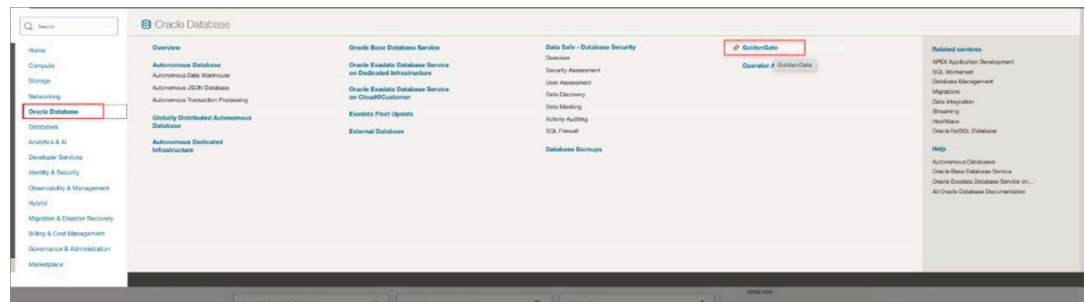 Search
Home
Compute
Storage
Networking
Oracle Database
Databases
Analytics & AI
Developer Services
Identity & Security
Observability & Management
Hybrid
Migration & Disaster Recovery
Billing & Cost Management
Governance & Administration
Marketplace
Oracle Database
Overview
Autonomous Database
Autonomous Data Warehouse
Autonomous JSON Database
Autonomous Transaction Processing
Globally Distributed Autonomous
Database
Autonomous Dedicated
Infrastructure
Oracle Base Database Service
Oracle Exadata Database Service
on Dedicated Infrastructure
Oracle Exadata Database Service
on Cloud@Customer
Exadata Fleet Update
External Database
Data Safe - Database Security
Overview
Security Assessment
User Assessment
Data Discovery
Data Masking
Activity Auditing
SQL Firewall
Database Backups
GoldenGate
Operator A
GoldenGate
Related services
APEX Application Development
SQL Worksheet
Database Management
Migrations
Data Integration
Streaming
HeatWave
Oracle NoSQL Database
Help
Autonomous Databases
Oracle Base Database Service
Oracle Exadata Database Service on...
All Oracle Database Documentation